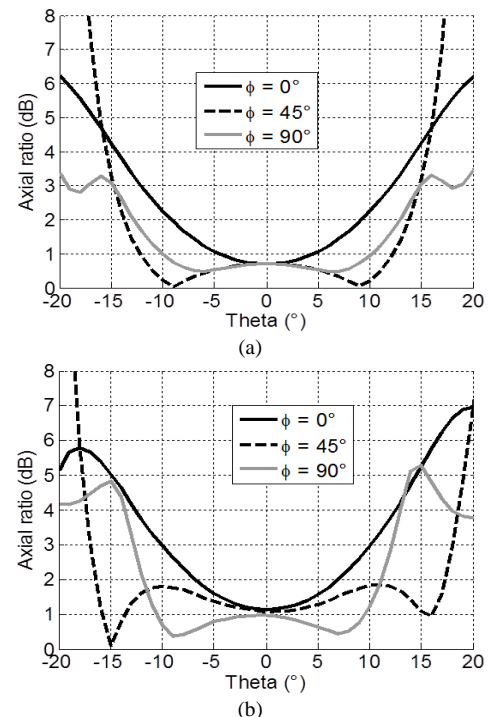 8
7
6
5
4
3
2
1
0
Axial ratio (dB)
ϕ = 0°
ϕ = 45°
ϕ = 90°
-20 -15 -10 -5 0 5 10 15 20
Theta (°)
(a)
8
7
6
5
4
3
2
1
0
Axial ratio (dB)
ϕ = 0°
ϕ = 45°
ϕ = 90°
-20 -15 -10 -5 0 5 10 15 20
Theta (°)
(b)